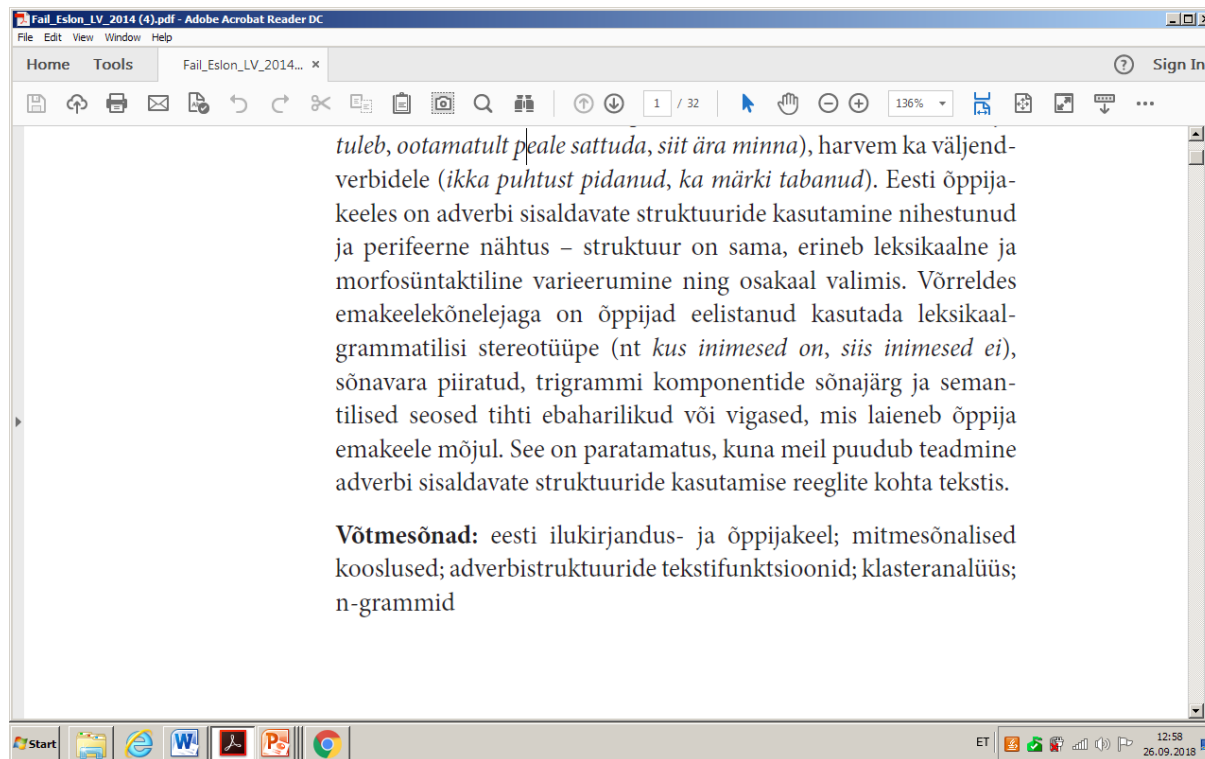 Fail_Eslon_LV_2014 (4).pdf - Adobe Acrobat Reader DC
File Edit View Window Help
Home Tools Fail_Eslon_LV_2014... × ? Sign In
1 / 32 136%
tuleb, ootamatult peale sattuda, siit ära minna), harvem ka väljend-
verbidele (ikka puhtust pidanud, ka märki tabanud). Eesti õppija-
keeles on adverbi sisaldavate struktuuride kasutamine nihestunud
ja perifeerne nähtus – struktuur on sama, erineb leksikaalne ja
morfosüntaktiline varieerumine ning osakaal valimis. Võrreldes
emakeelekõnelejaga on õppijad eelistanud kasutada leksikaal-
grammatilisi stereotüüpe (nt kus inimesed on, siis inimesed ei),
sõnavara piiratud, trigrammi komponentide sõnajärg ja seman-
tilised seosed tihti ebaharilikud või vigased, mis laieneb õppija
emakeele mõjul. See on paratamatus, kuna meil puudub teadmine
adverbi sisaldavate struktuuride kasutamise reeglite kohta tekstis.
Võtmesõnad: eesti ilukirjandus- ja õppijakeel; mitmesõnalised
kooslused; adverbistruktuuride tekstifunktsioonid; klasteranalüüs;
n-grammid
Start ET 12:58
26.09.2018